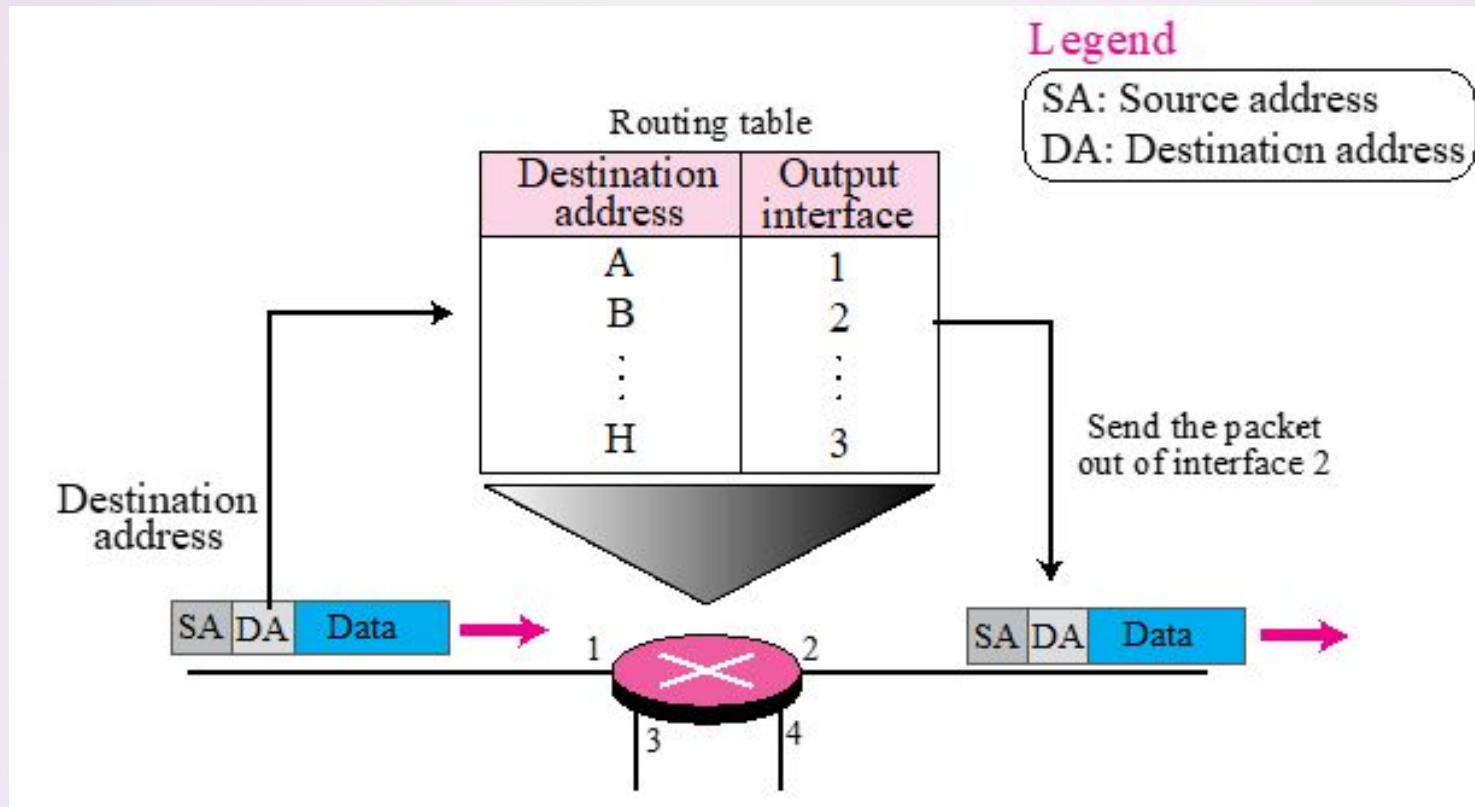 Legend
SA: Source address
DA: Destination address
Routing table
Destination address
Output interface
A 1
B 2
⋮ ⋮
H 3
Destination
address
Send the packet
out of interface 2
SA DA Data
SA DA Data
1
2
3
4